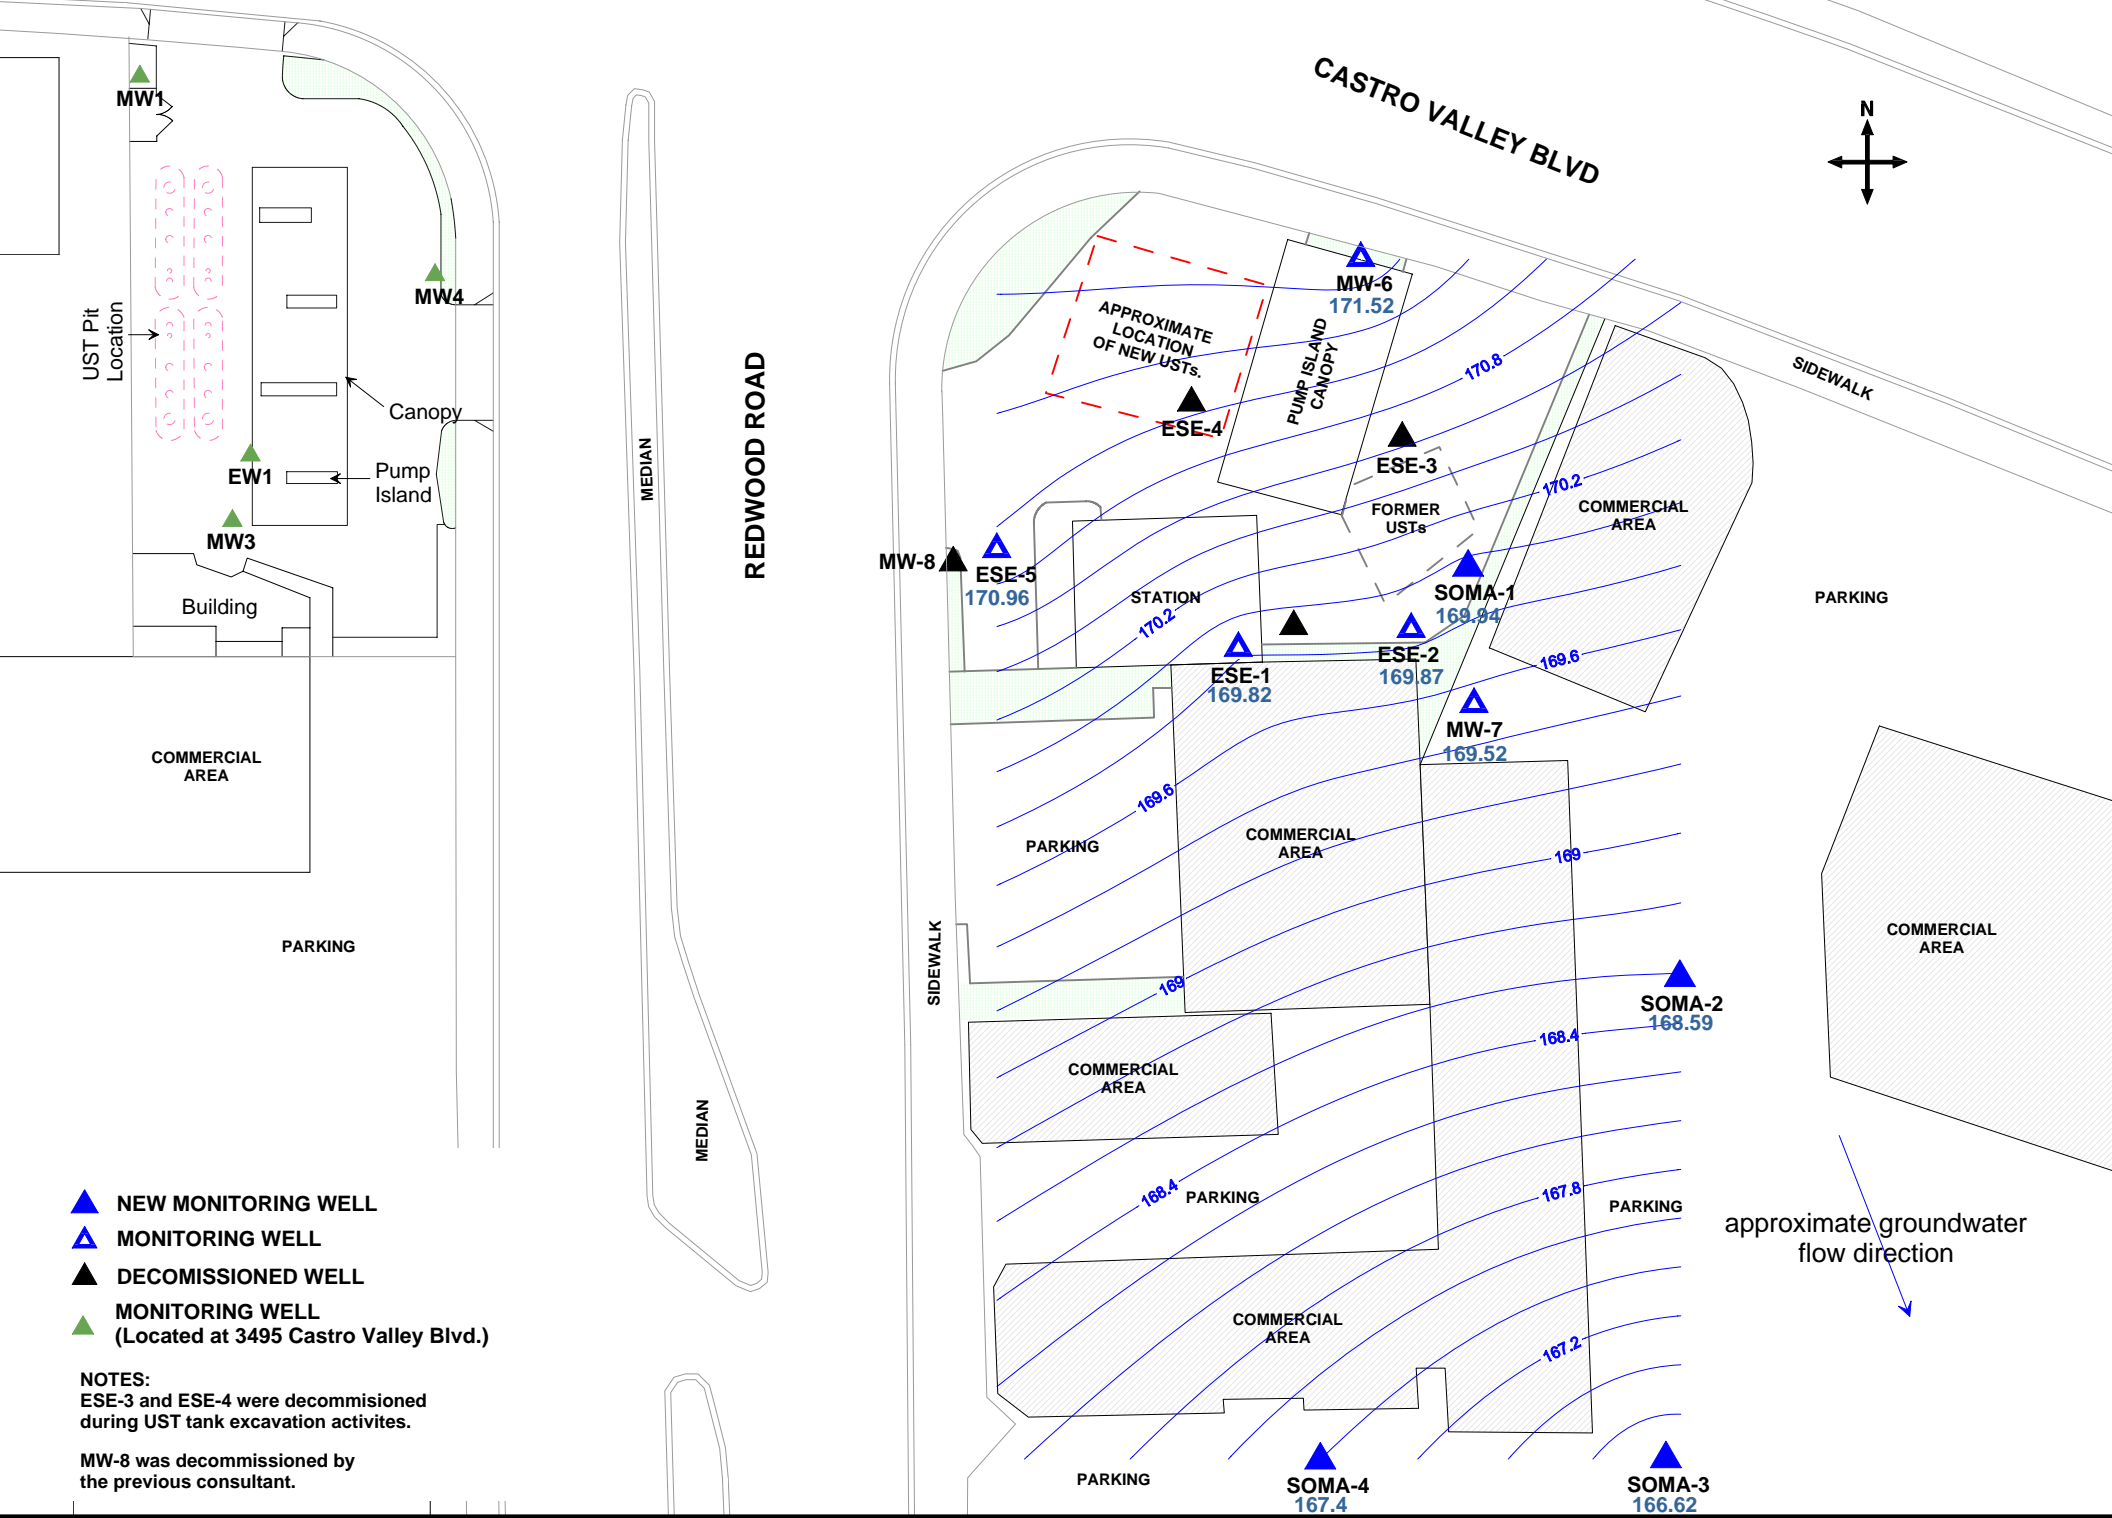 CASTRO VALLEY BLVD
N
MW1
MW4
UST Pit
Location
Canopy
EW1
Pump
Island
MW3
Building
COMMERCIAL
AREA
PARKING
MEDIAN
REDWOOD ROAD
MEDIAN
SIDEWALK
SIDEWALK
MW-6
171.52
APPROXIMATE
LOCATION
OF NEW USTs.
PUMP ISLAND
CANOPY
170.8
ESE-4
ESE-3
FORMER
USTs
170.2
COMMERCIAL
AREA
MW-8
ESE-5
170.96
STATION
170.2
SOMA-1
169.94
PARKING
ESE-1
169.82
ESE-2
169.87
169.6
MW-7
169.52
169.6
PARKING
COMMERCIAL
AREA
169
COMMERCIAL
AREA
169
SOMA-2
168.59
168.4
COMMERCIAL
AREA
168.4
PARKING
167.8
PARKING
approximate groundwater
flow direction
COMMERCIAL
AREA
167.2
PARKING
SOMA-4
167.4
SOMA-3
166.62
NEW MONITORING WELL
MONITORING WELL
DECOMISSIONED WELL
MONITORING WELL
(Located at 3495 Castro Valley Blvd.)
NOTES:
ESE-3 and ESE-4 were decommisioned
during UST tank excavation activites.
MW-8 was decommissioned by
the previous consultant.